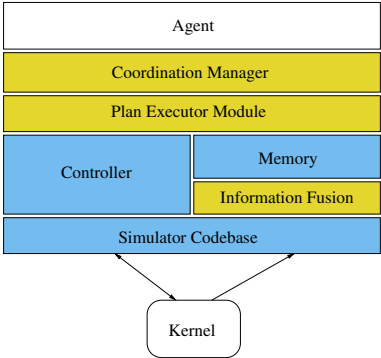 Agent
Coordination Manager
Plan Executor Module
Controller
Memory
Information Fusion
Simulator Codebase
Kernel